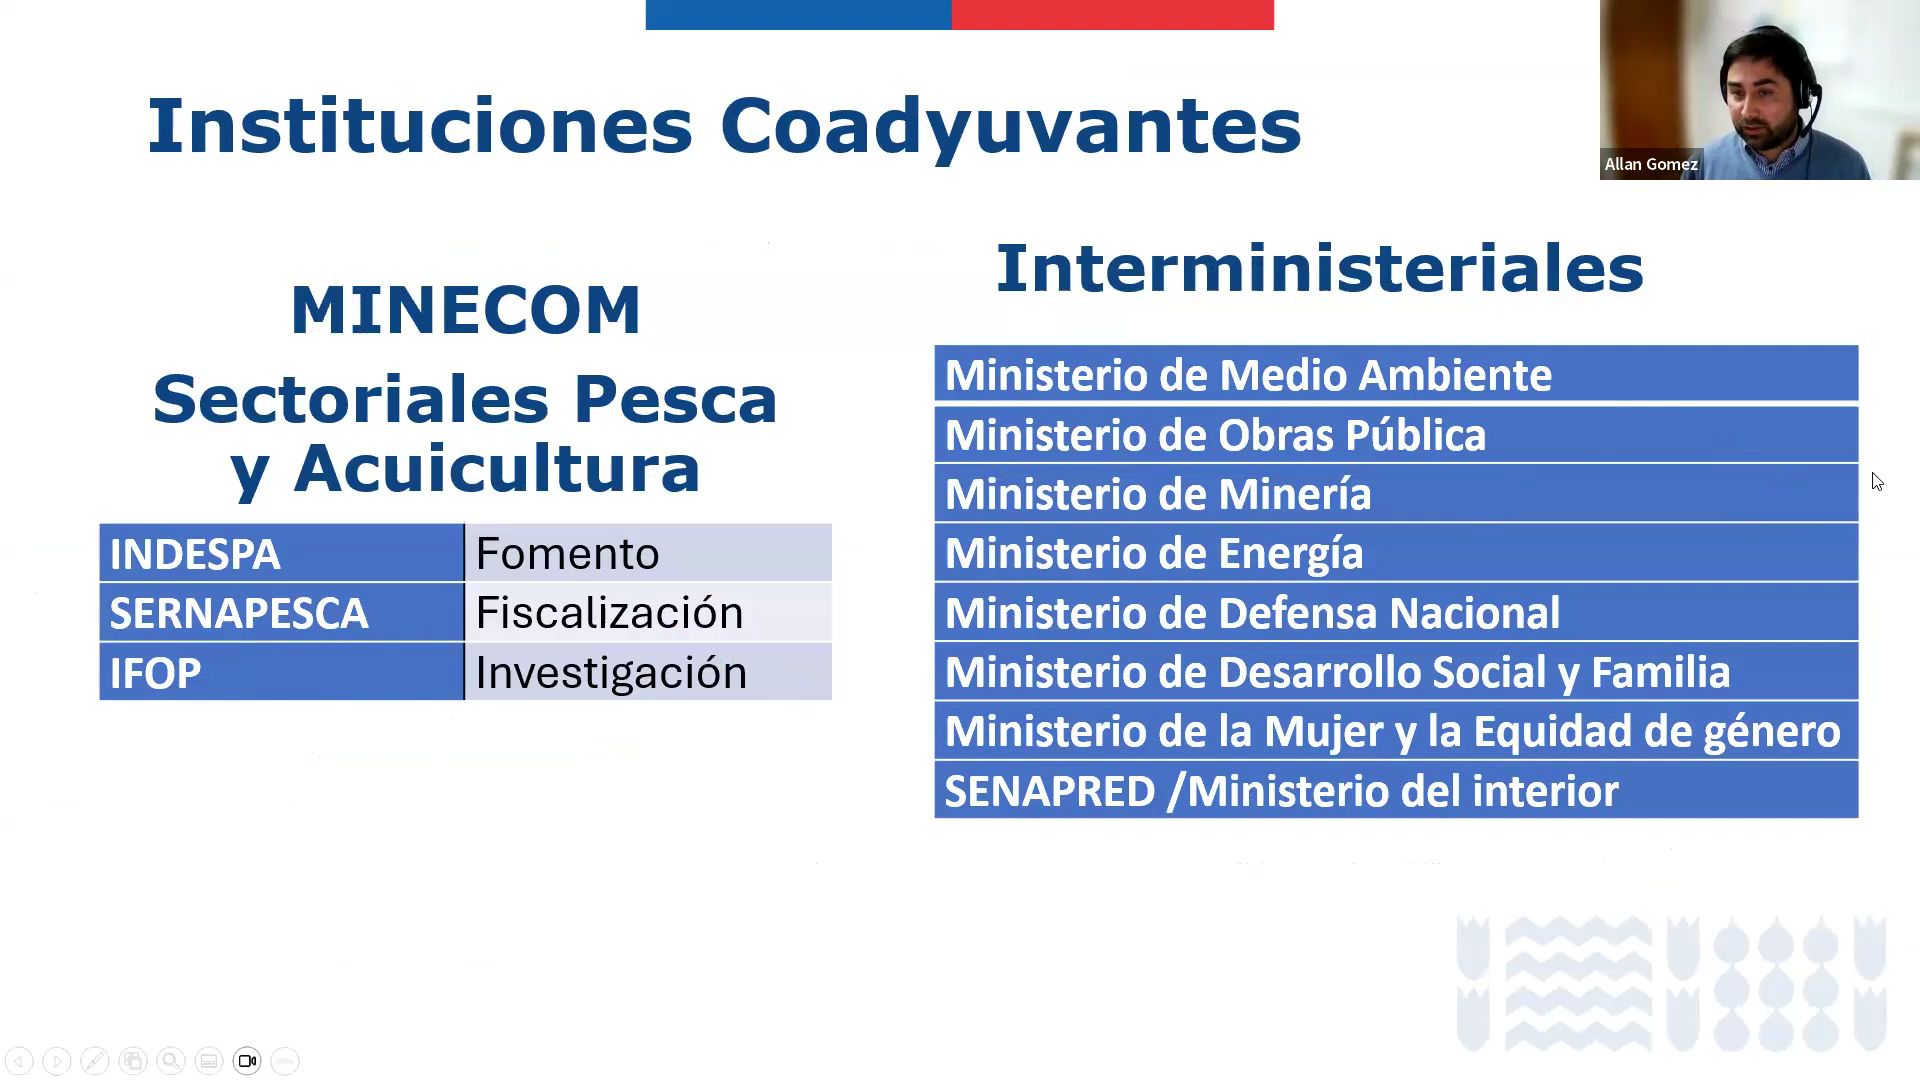 Instituciones Coadyuvantes
Allan Gomez
MINECOM
Sectoriales Pesca
y Acuicultura
INDESPA Fomento
SERNAPESCA Fiscalización
IFOP Investigación
Interministeriales
Ministerio de Medio Ambiente
Ministerio de Obras Pública
Ministerio de Minería
Ministerio de Energía
Ministerio de Defensa Nacional
Ministerio de Desarrollo Social y Familia
Ministerio de la Mujer y la Equidad de género
SENAPRED /Ministerio del interior